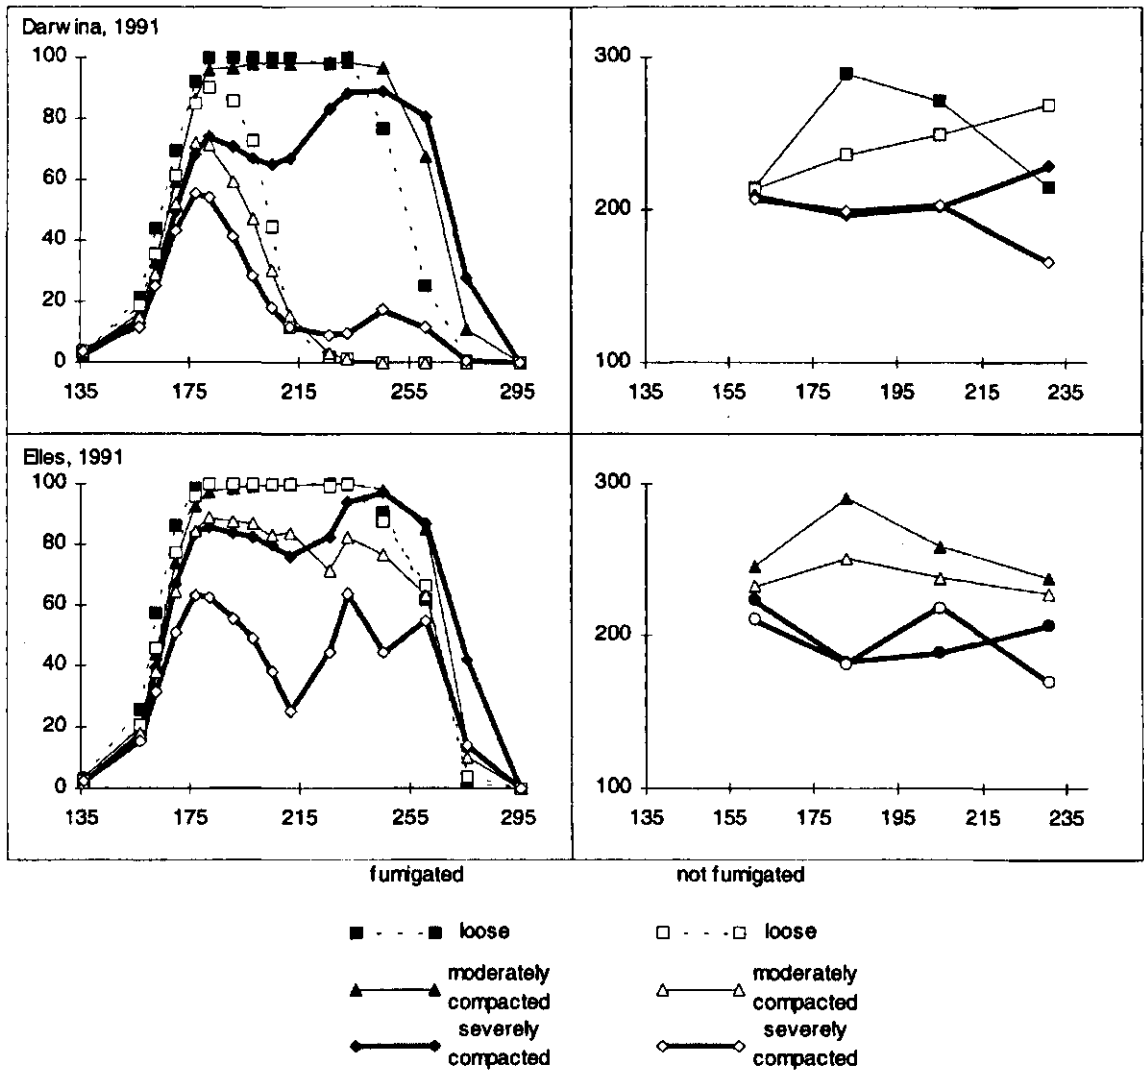 Darwina, 1991
100
80
60
40
20
0
135 175 215 255 295
300
200
100
135 155 175 195 215 235
Elles, 1991
100
80
60
40
20
0
135 175 215 255 295
300
200
100
135 155 175 195 215 235
fumigated not fumigated
loose loose
moderately moderately
compacted compacted
severely severely
compacted compacted